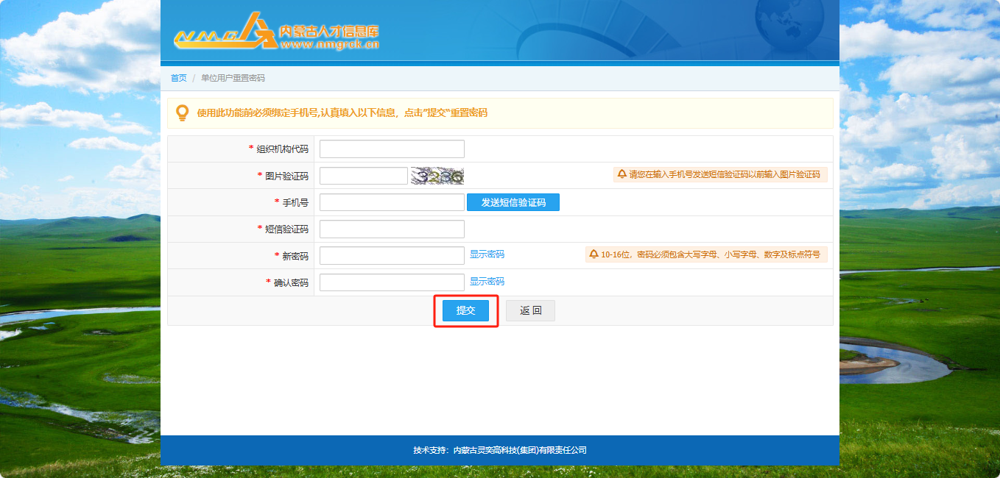 NMG 内蒙古人才信息库
www.nmgrck.cn
首页 / 单位用户重置密码
使用此功能前必须绑定手机号,认真填入以下信息，点击"提交"重置密码
* 组织机构代码
* 图片验证码 3236 请您在输入手机号发送短信验证码以前输入图片验证码
* 手机号 发送短信验证码
* 短信验证码
* 新密码 显示密码 10-16位，密码必须包含大写字母、小写字母、数字及标点符号
* 确认密码 显示密码
提交 返 回
技术支持：内蒙古灵奕高科技(集团)有限责任公司